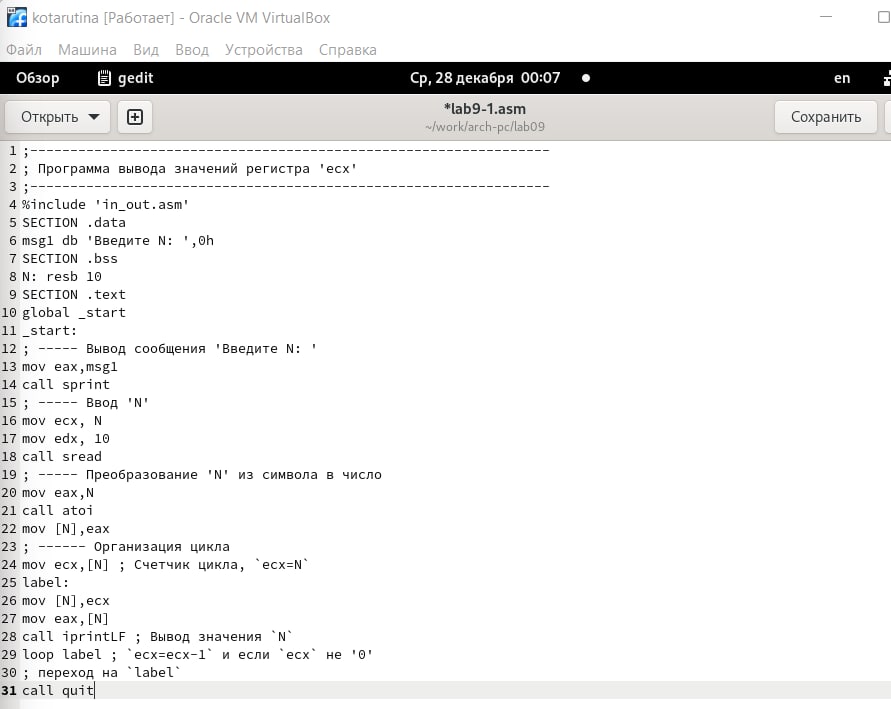 kotarutina [Работает] - Oracle VM VirtualBox
Файл Машина Вид Ввод Устройства Справка
Обзор gedit Ср, 28 декабря 00:07 en
Открыть *lab9-1.asm Сохранить
~/work/arch-pc/lab09
1 ;-----------------------------------------------------------------
2 ; Программа вывода значений регистра 'ecx'
3 ;-----------------------------------------------------------------
4 %include 'in_out.asm'
5 SECTION .data
6 msg1 db 'Введите N: ',0h
7 SECTION .bss
8 N: resb 10
9 SECTION .text
10 global _start
11 _start:
12 ; ----- Вывод сообщения 'Введите N: '
13 mov eax,msg1
14 call sprint
15 ; ----- Ввод 'N'
16 mov ecx, N
17 mov edx, 10
18 call sread
19 ; ----- Преобразование 'N' из символа в число
20 mov eax,N
21 call atoi
22 mov [N],eax
23 ; ------ Организация цикла
24 mov ecx,[N] ; Счетчик цикла, `ecx=N`
25 label:
26 mov [N],ecx
27 mov eax,[N]
28 call iprintLF ; Вывод значения `N`
29 loop label ; `ecx=ecx-1` и если `ecx` не '0'
30 ; переход на `label`
31 call quit